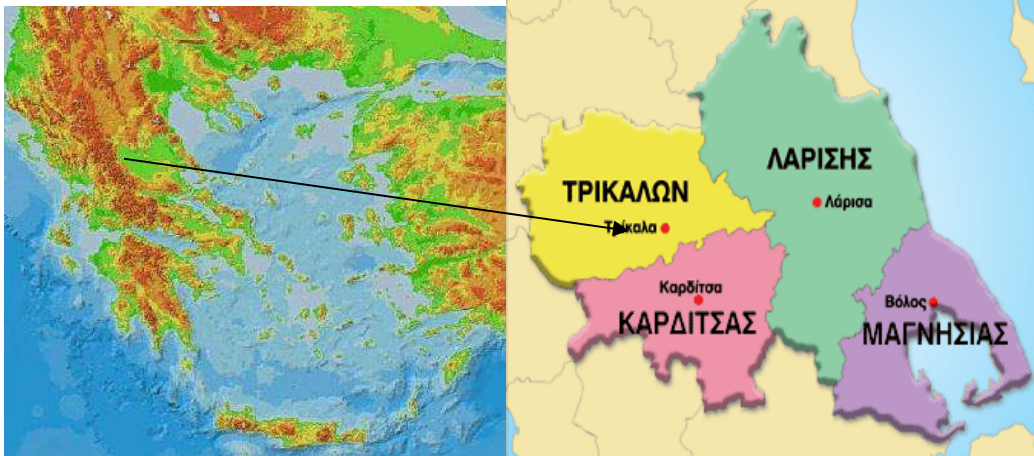 ΛΑΡΙΣΗΣ
ΤΡΙΚΑΛΩΝ
Λάρισα
Τρίκαλα
Καρδίτσα
Βόλος
ΚΑΡΔΙΤΣΑΣ
ΜΑΓΝΗΣΙΑΣ